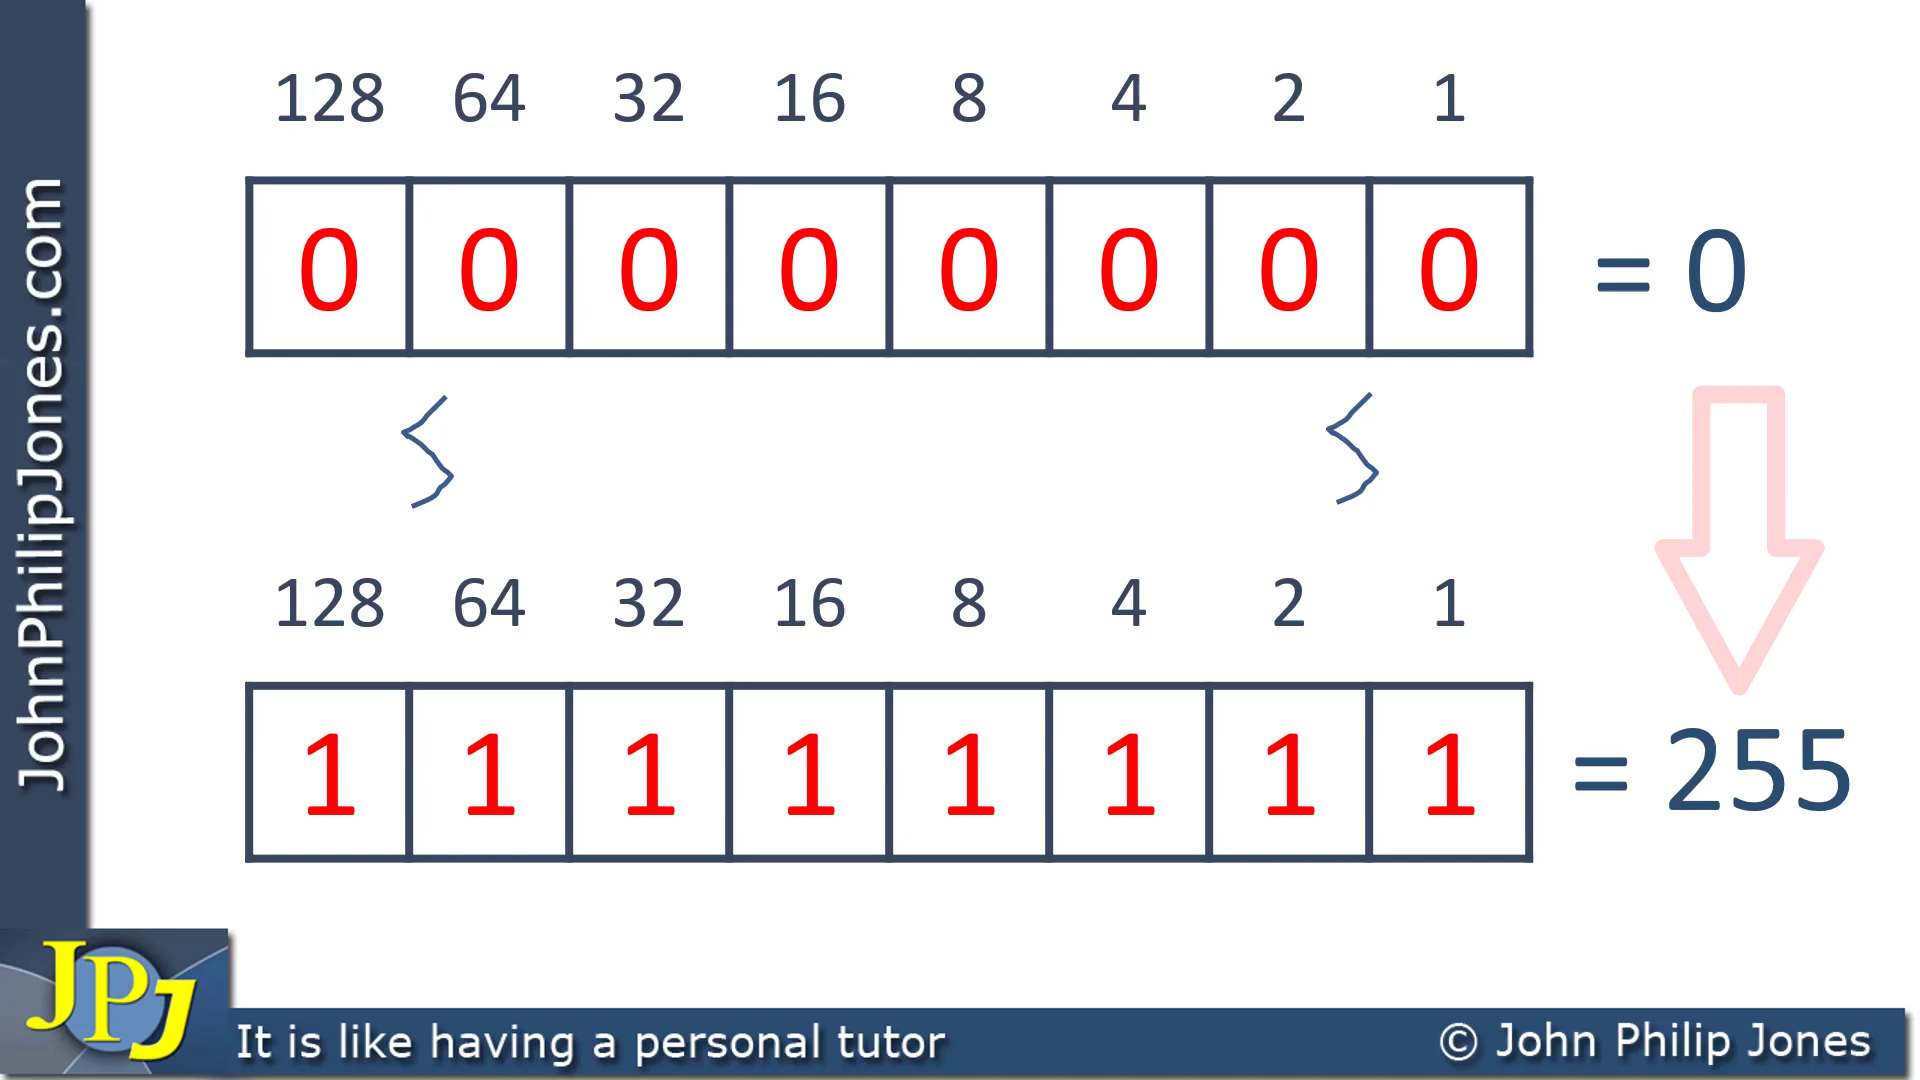 128 64 32 16 8 4 2 1
0 0 0 0 0 0 0 0 = 0
128 64 32 16 8 4 2 1
1 1 1 1 1 1 1 1 = 255
JohnPhilipJones.com
JPJ
It is like having a personal tutor
© John Philip Jones